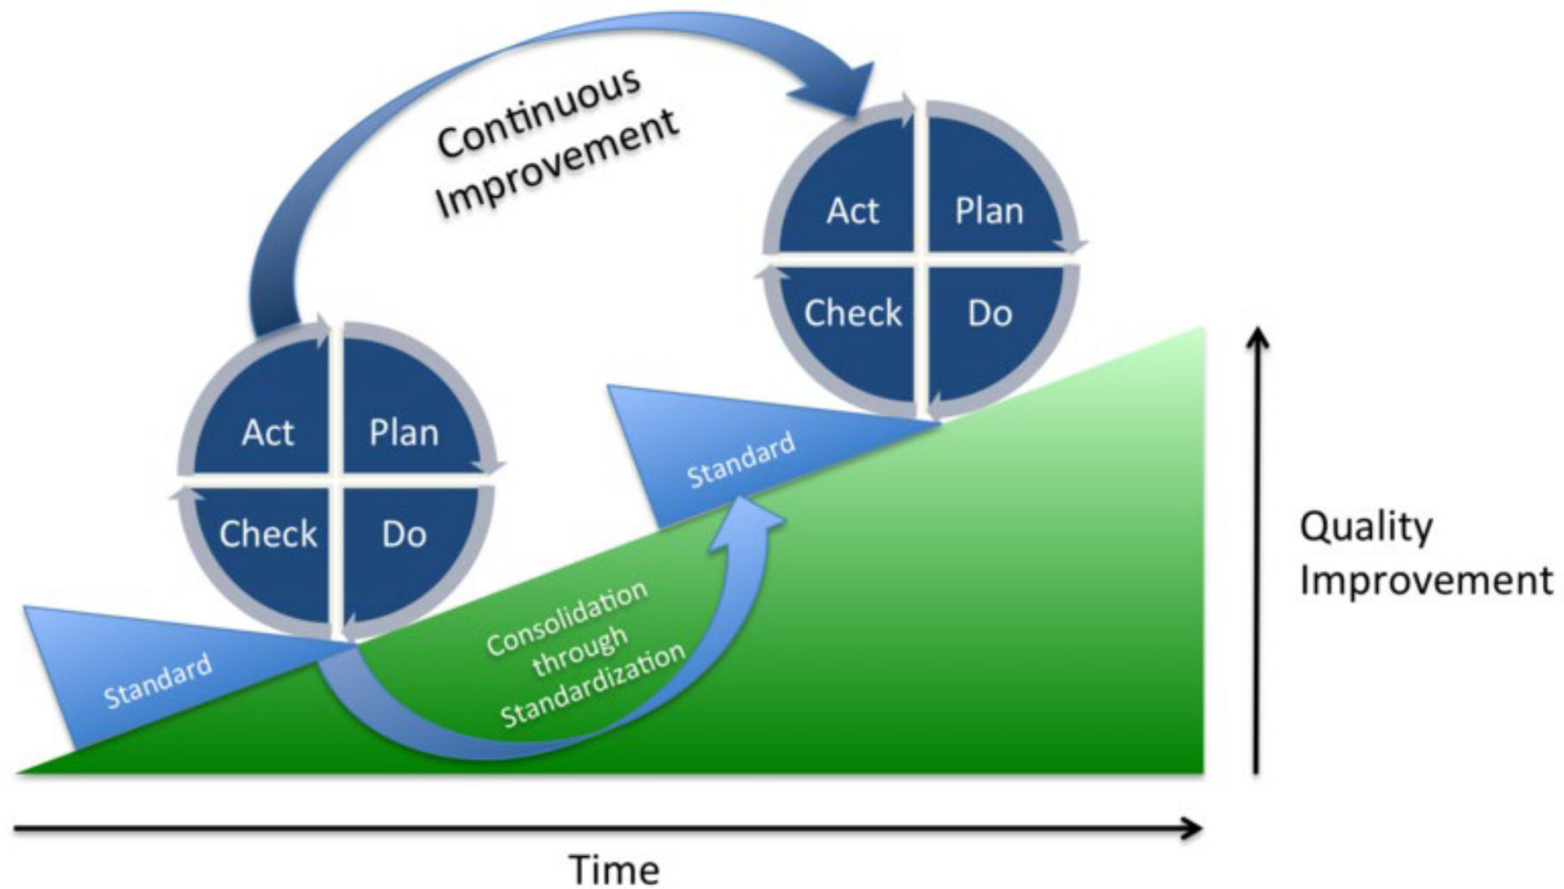 Continuous
Improvement
Act
Plan
Check
Do
Act
Plan
Check
Do
Standard
Standard
Consolidation
through
Standardization
Quality
Improvement
Time